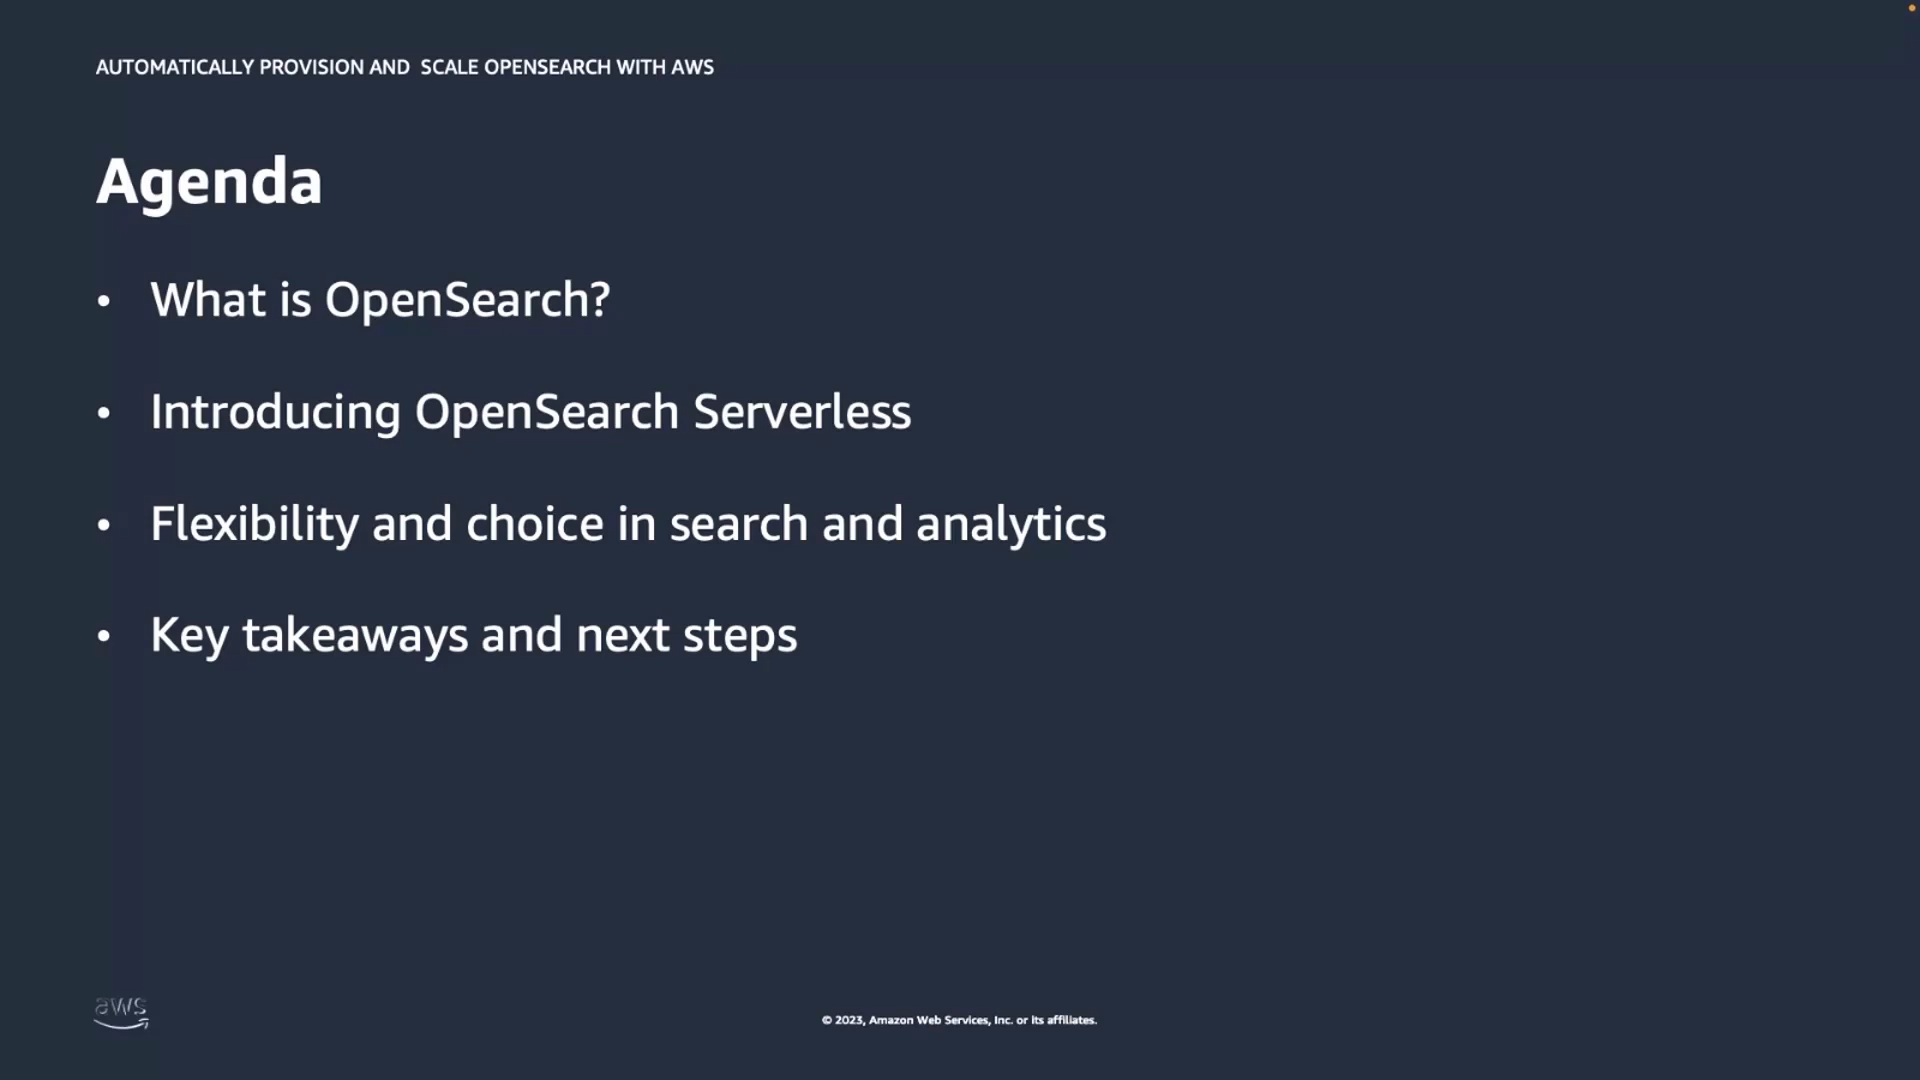 AUTOMATICALLY PROVISION AND  SCALE OPENSEARCH WITH AWS
Agenda
• What is OpenSearch?
• Introducing OpenSearch Serverless
• Flexibility and choice in search and analytics
• Key takeaways and next steps
aws
© 2023, Amazon Web Services, Inc. or its affiliates.